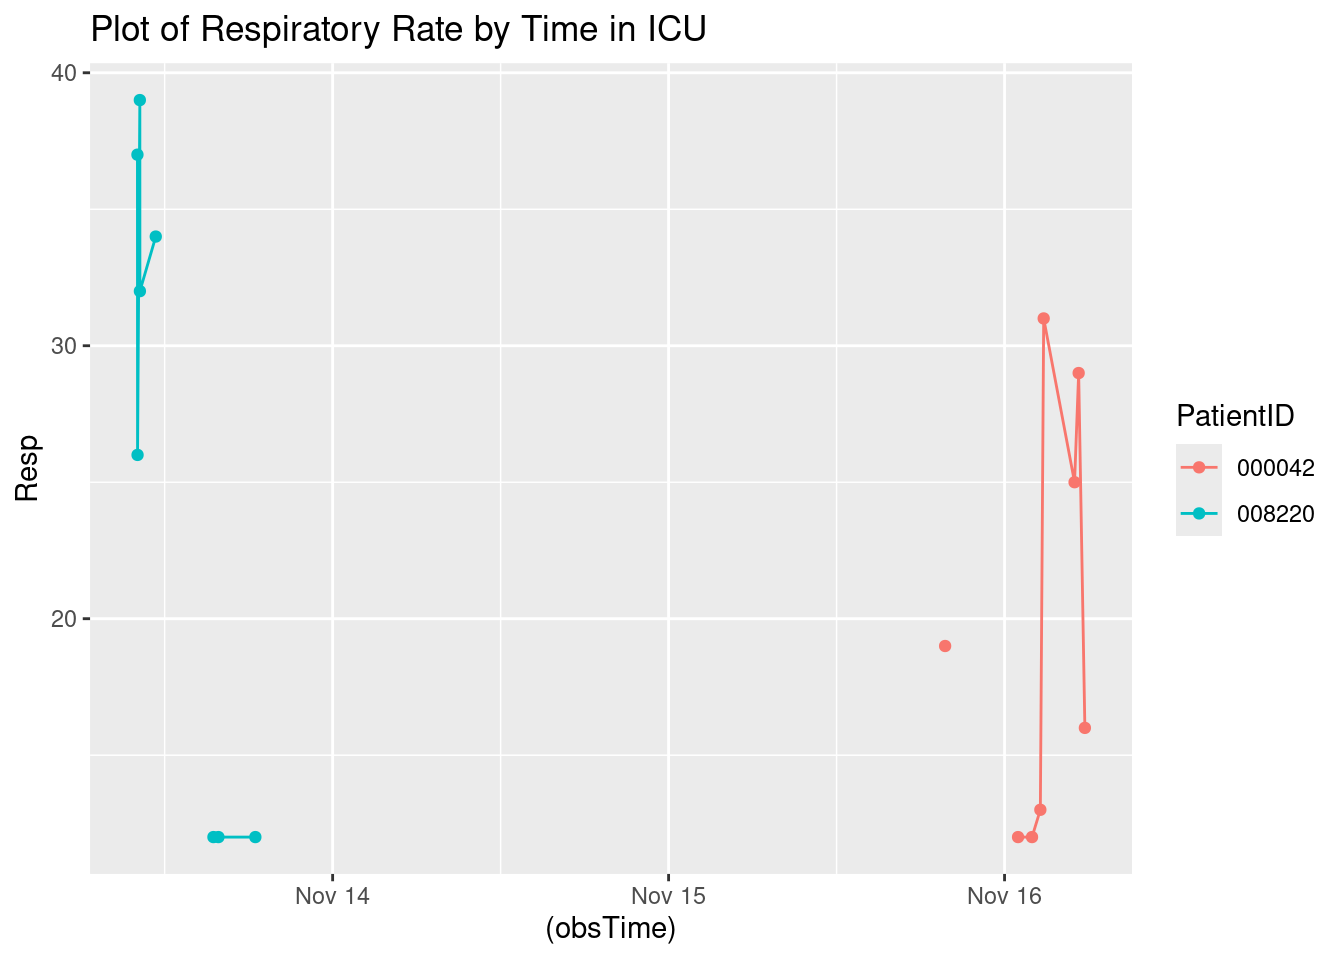 Plot of Respiratory Rate by Time in ICU
40
30
20
Resp
Nov 14
Nov 15
Nov 16
(obsTime)
PatientID
000042
008220